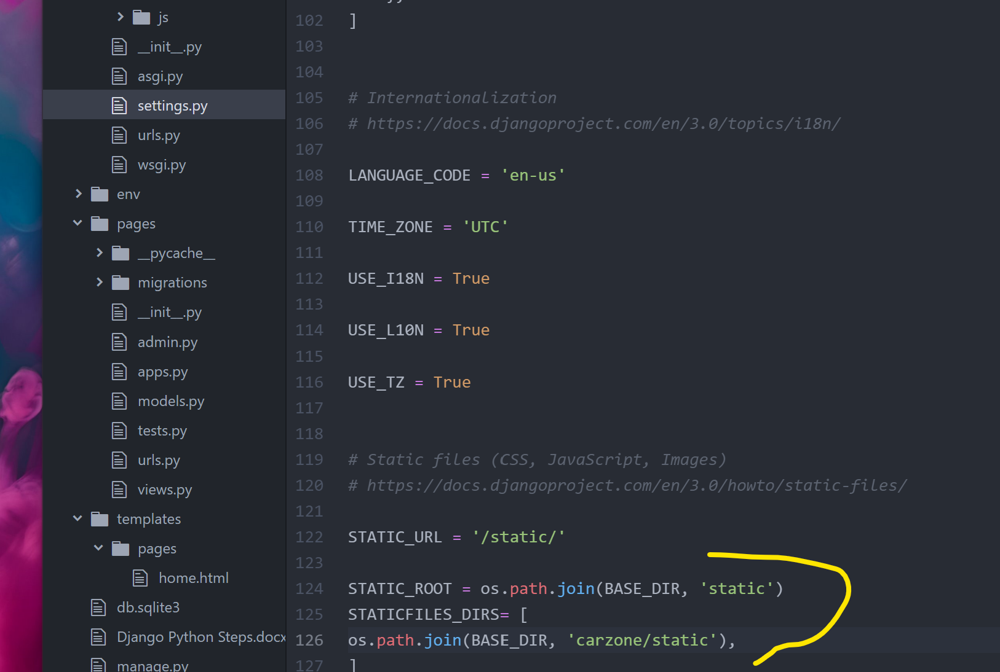 js
__init__.py
asgi.py
settings.py
urls.py
wsgi.py
env
pages
__pycache__
migrations
__init__.py
admin.py
apps.py
models.py
tests.py
urls.py
views.py
templates
pages
home.html
db.sqlite3
Django Python Steps.docx
manage.py
102 ]
103
104
105 # Internationalization
106 # https://docs.djangoproject.com/en/3.0/topics/i18n/
107
108 LANGUAGE_CODE = 'en-us'
109
110 TIME_ZONE = 'UTC'
111
112 USE_I18N = True
113
114 USE_L10N = True
115
116 USE_TZ = True
117
118
119 # Static files (CSS, JavaScript, Images)
120 # https://docs.djangoproject.com/en/3.0/howto/static-files/
121
122 STATIC_URL = '/static/'
123
124 STATIC_ROOT = os.path.join(BASE_DIR, 'static')
125 STATICFILES_DIRS= [
126 os.path.join(BASE_DIR, 'carzone/static'),
127 ]